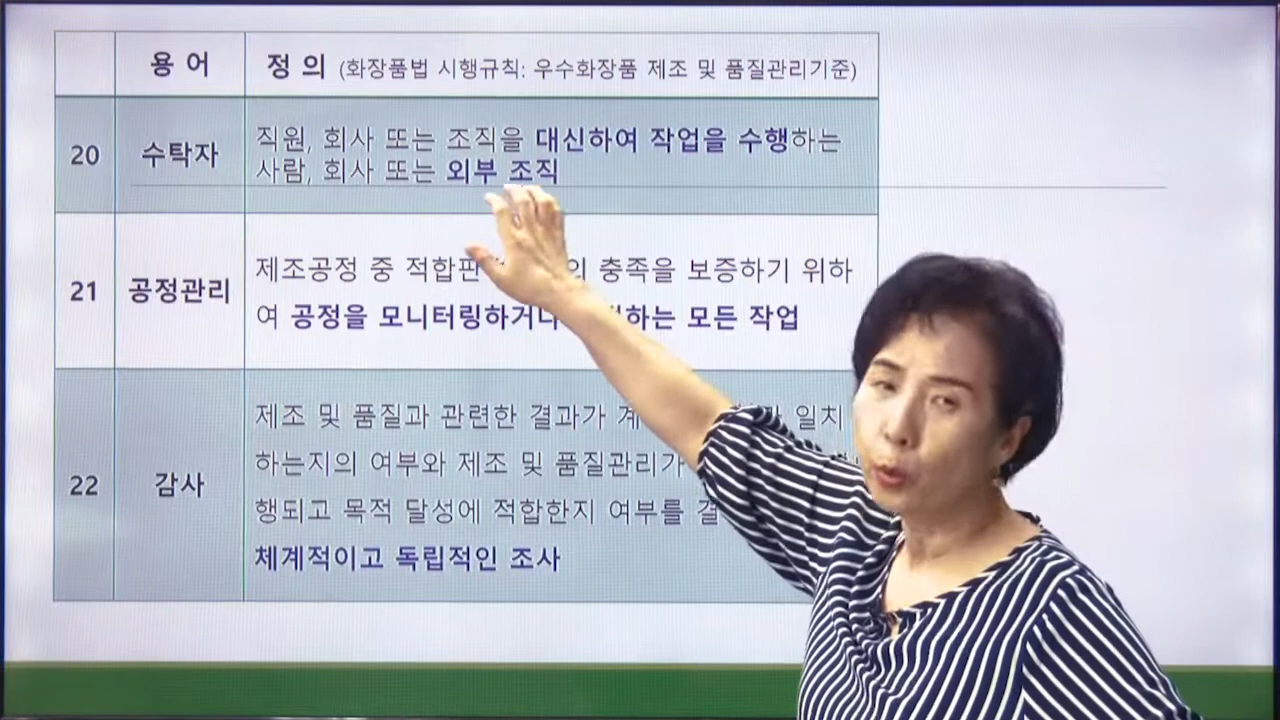 용 어
정 의 (화장품법 시행규칙: 우수화장품 제조 및 품질관리기준)
20
수탁자
직원, 회사 또는 조직을 대신하여 작업을 수행하는
사람, 회사 또는 외부 조직
21
공정관리
제조공정 중 충족을 보증하기 위하
여 공정을 모니터링하거나 모든 작업
22
감사
제조 및 품질과 관련한 결과가 일치
하는지의 여부와 제조 및 품질관리가
행되고 목적 달성에 적합한지 여부를
체계적이고 독립적인 조사